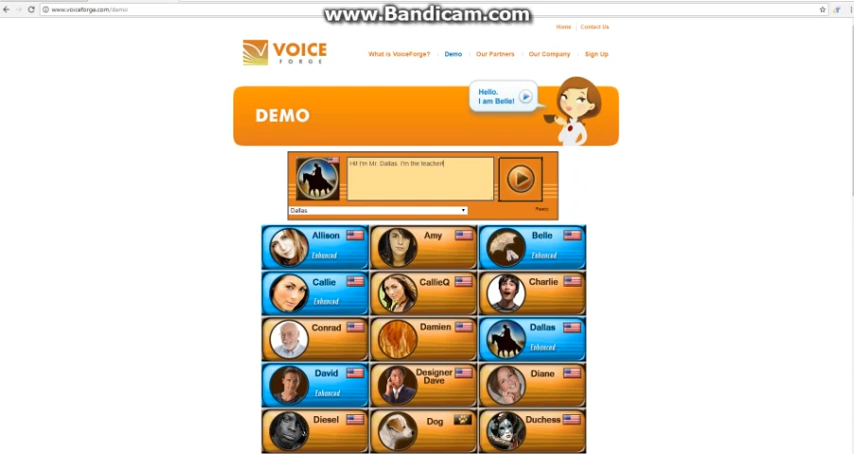 www.Bandicam.com
www.voiceforge.com/demo
Home
Contact Us
VOICE
FORGE
What is VoiceForge?
Demo
Our Partners
Our Company
Sign Up
Hello.
I am Belle!
DEMO
Hi! I'm Mr. Dallas. I'm the teacher!
Dallas
Ready
Allison
Enhanced
Amy
Belle
Enhanced
Callie
Enhanced
CallieQ
Charlie
Conrad
Damien
Dallas
Enhanced
David
Enhanced
Designer
Dave
Diane
Diesel
Dog
Duchess